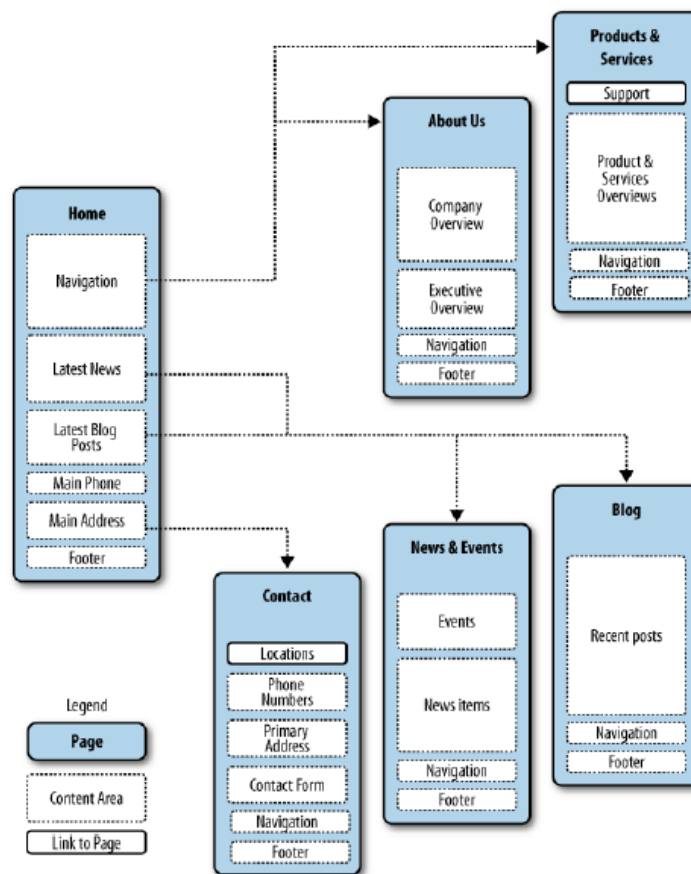 Products &
Services
Support
Product &
Services
Overviews
Navigation
Footer
About Us
Company
Overview
Executive
Overview
Navigation
Footer
Home
Navigation
Latest News
Latest Blog
Posts
Main Phone
Main Address
Footer
Contact
Locations
Phone
Numbers
Primary
Address
Contact Form
Navigation
Footer
News & Events
Events
News items
Navigation
Footer
Blog
Recent posts
Navigation
Footer
Legend
Page
Content Area
Link to Page